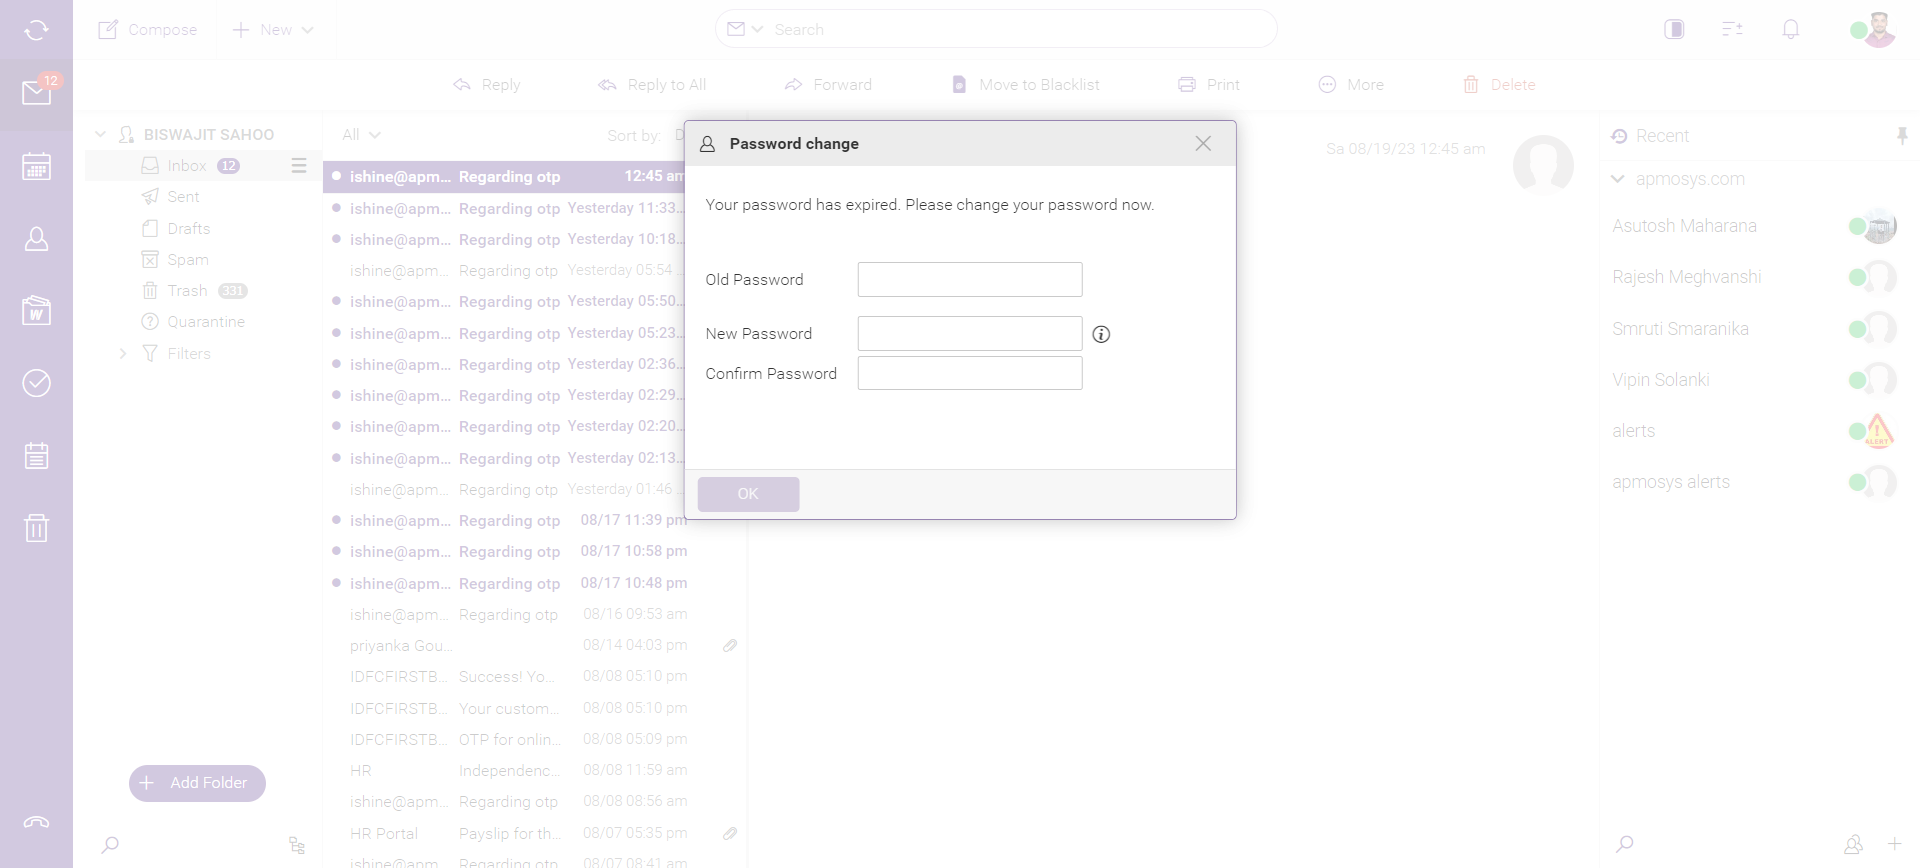 Compose
New
Search
12
Reply
Reply to All
Forward
Move to Blacklist
Print
More
Delete
BISWAJIT SAHOO
Inbox 12
Sent
Drafts
Spam
Trash 331
Quarantine
Filters
Add Folder
All
Sort by: D
ishine@apm... Regarding otp 12:45 am
ishine@apm... Regarding otp Yesterday 11:33...
ishine@apm... Regarding otp Yesterday 10:18...
ishine@apm... Regarding otp Yesterday 05:54 ...
ishine@apm... Regarding otp Yesterday 05:50...
ishine@apm... Regarding otp Yesterday 05:23...
ishine@apm... Regarding otp Yesterday 02:36...
ishine@apm... Regarding otp Yesterday 02:29...
ishine@apm... Regarding otp Yesterday 02:20...
ishine@apm... Regarding otp Yesterday 02:13...
ishine@apm... Regarding otp Yesterday 01:46 ...
ishine@apm... Regarding otp 08/17 11:39 pm
ishine@apm... Regarding otp 08/17 10:58 pm
ishine@apm... Regarding otp 08/17 10:48 pm
ishine@apm... Regarding otp 08/16 09:53 am
priyanka Gou... 08/14 04:03 pm
IDFCFIRSTB... Success! Yo... 08/08 05:10 pm
IDFCFIRSTB... Your custom... 08/08 05:10 pm
IDFCFIRSTB... OTP for onlin... 08/08 05:09 pm
HR Independenc... 08/08 11:59 am
ishine@apm... Regarding otp 08/08 08:56 am
HR Portal Payslip for th... 08/07 05:35 pm
ishine@apm... Regarding otp 08/07 08:41 am
Password change
Your password has expired. Please change your password now.
Old Password
New Password
Confirm Password
OK
Sa 08/19/23 12:45 am
Recent
apmosys.com
Asutosh Maharana
Rajesh Meghvanshi
Smruti Smaranika
Vipin Solanki
alerts
ALERT
apmosys alerts